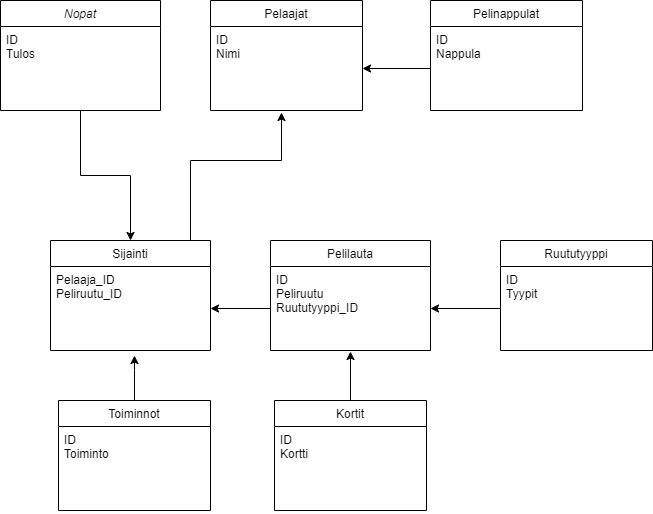 Nopat
ID
Tulos
Pelaajat
ID
Nimi
Pelinappulat
ID
Nappula
Sijainti
Pelaaja_ID
Peliruutu_ID
Pelilauta
ID
Peliruutu
Ruututyyppi_ID
Ruututyyppi
ID
Tyypit
Toiminnot
ID
Toiminto
Kortit
ID
Kortti